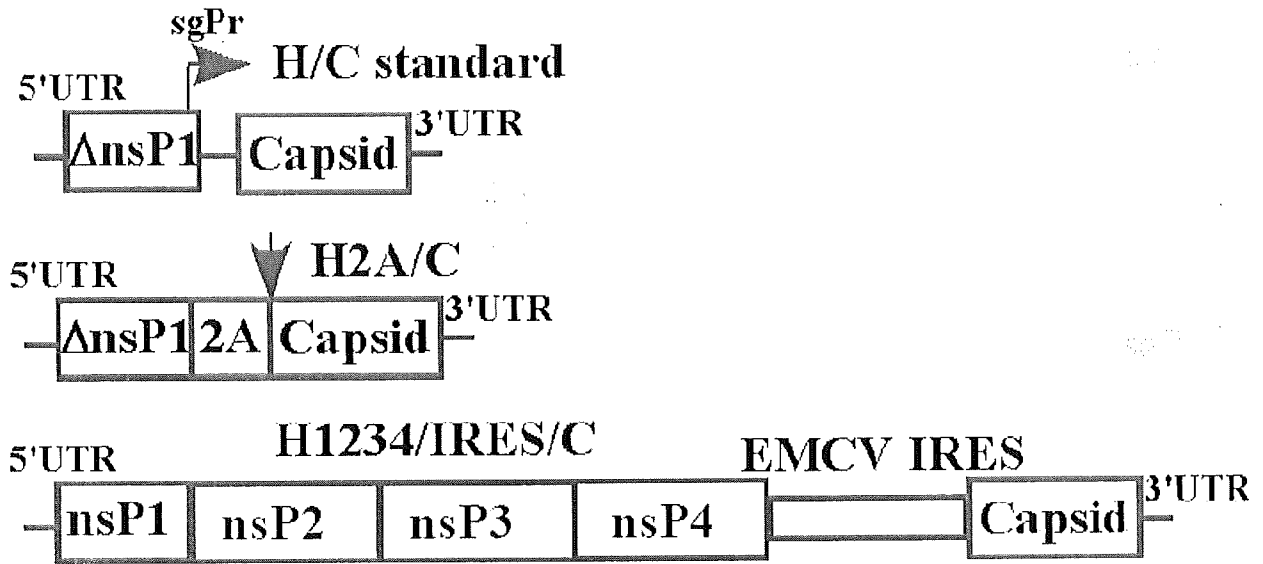 sgPr
H/C standard
5'UTR
ΔnsP1
Capsid
3'UTR
H2A/C
5'UTR
ΔnsP1
2A
Capsid
3'UTR
H1234/IRES/C
EMCV IRES
5'UTR
nsP1
nsP2
nsP3
nsP4
Capsid
3'UTR